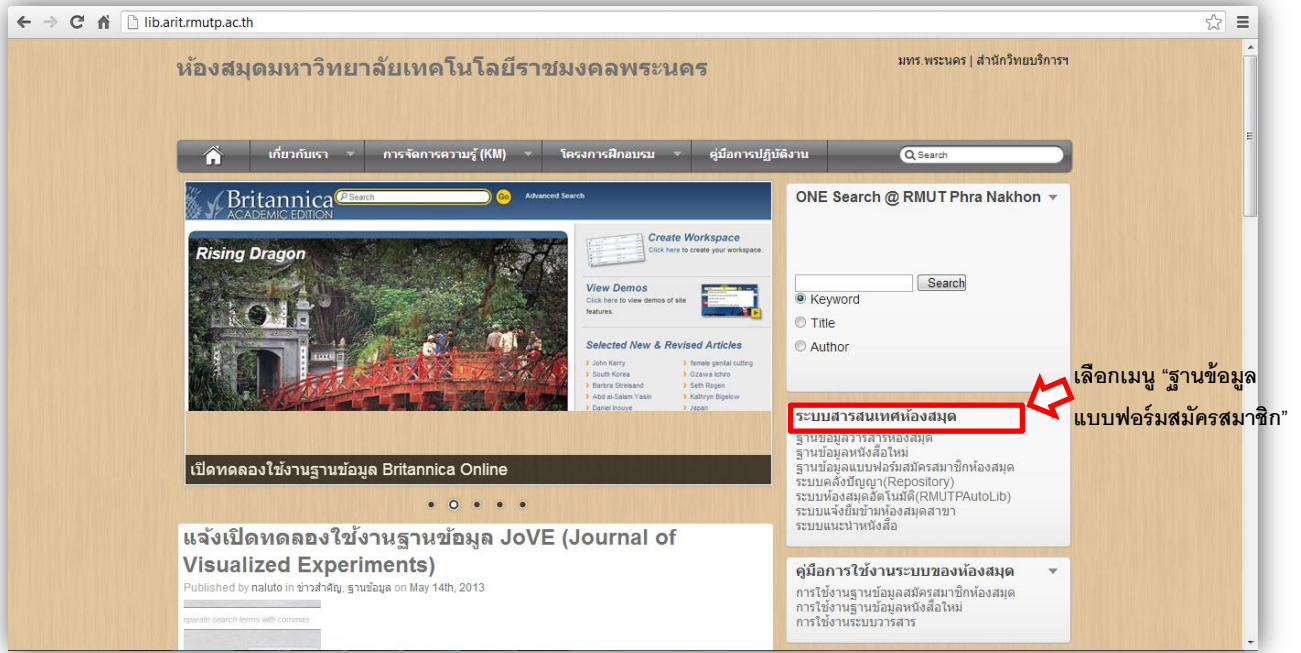 lib.arit.rmutp.ac.th
ห้องสมุดมหาวิทยาลัยเทคโนโลยีราชมงคลพระนคร
มทร.พระนคร | สำนักวิทยบริการฯ
เกี่ยวกับเรา
การจัดการความรู้ (KM)
โครงการฝึกอบรม
คู่มือการปฏิบัติงาน
Search
Britannica
ACADEMIC EDITION
Search
Go
Advanced Search
Rising Dragon
Create Workspace
Click here to create your workspace.
View Demos
Click here to view demos of site
features.
Selected New & Revised Articles
John Kerry
female genital cutting
South Korea
Ozawa Ichiro
Barbra Streisand
Seth Rogen
Abd al-Salam Yasin
Kathryn Bigelow
Daniel Inouye
Japan
เปิดทดลองใช้งานฐานข้อมูล Britannica Online
แจ้งเปิดทดลองใช้งานฐานข้อมูล JoVE (Journal of
Visualized Experiments)
Published by naluto in ข่าวสำคัญ, ฐานข้อมูล on May 14th, 2013
separate search terms with commas
ONE Search @ RMUT Phra Nakhon
Search
Keyword
Title
Author
เลือกเมนู “ฐานข้อมูล
แบบฟอร์มสมัครสมาชิก”
ระบบสารสนเทศห้องสมุด
ฐานข้อมูลวารสารห้องสมุด
ฐานข้อมูลหนังสือใหม่
ฐานข้อมูลแบบฟอร์มสมัครสมาชิกห้องสมุด
ระบบคลังปัญญา(Repository)
ระบบห้องสมุดอัตโนมัติ(RMUTPAutoLib)
ระบบแจ้งยืมข้ามห้องสมุดสาขา
ระบบแนะนำหนังสือ
คู่มือการใช้งานระบบของห้องสมุด
การใช้งานฐานข้อมูลสมัครสมาชิกห้องสมุด
การใช้งานฐานข้อมูลหนังสือใหม่
การใช้งานระบบวารสาร